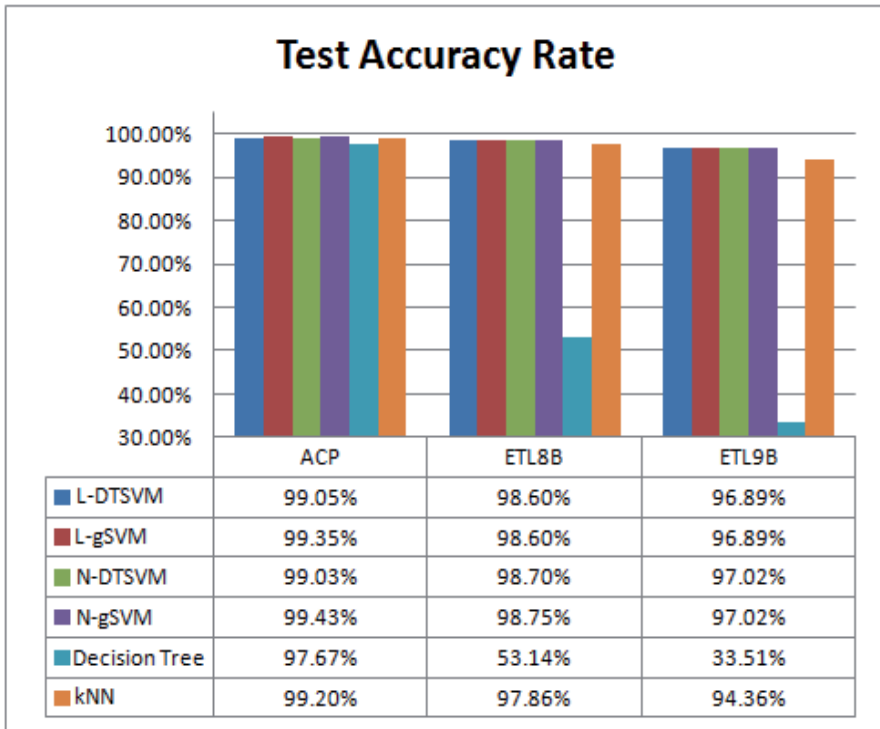 Test Accuracy Rate
100.00%
90.00%
80.00%
70.00%
60.00%
50.00%
40.00%
30.00%
ACP ETL8B ETL9B
L-DTSVM 99.05% 98.60% 96.89%
L-gSVM 99.35% 98.60% 96.89%
N-DTSVM 99.03% 98.70% 97.02%
N-gSVM 99.43% 98.75% 97.02%
Decision Tree 97.67% 53.14% 33.51%
kNN 99.20% 97.86% 94.36%